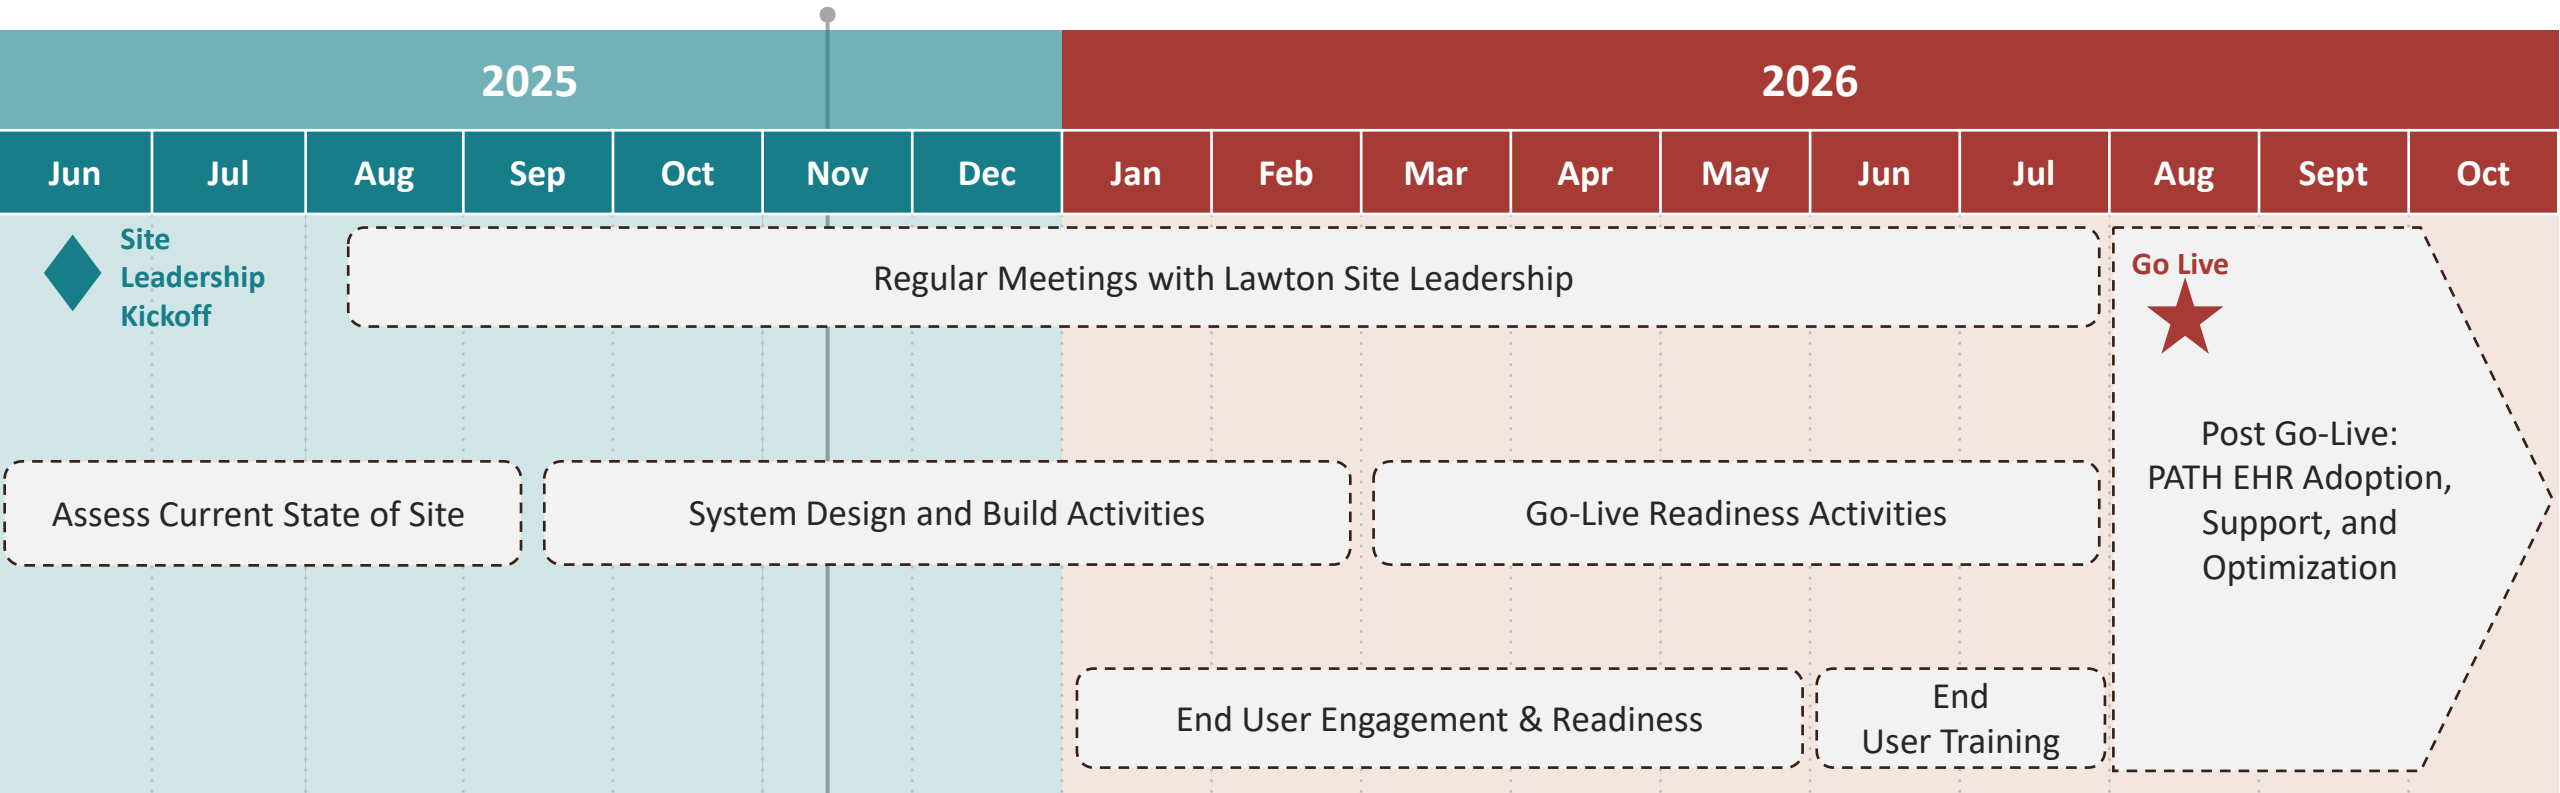 2025
2026
Jun
Jul
Aug
Sep
Oct
Nov
Dec
Jan
Feb
Mar
Apr
May
Jun
Jul
Aug
Sept
Oct
Site
Leadership
Kickoff
Regular Meetings with Lawton Site Leadership
Go Live
Assess Current State of Site
System Design and Build Activities
Go-Live Readiness Activities
Post Go-Live:
PATH EHR Adoption,
Support, and
Optimization
End User Engagement & Readiness
End
User Training